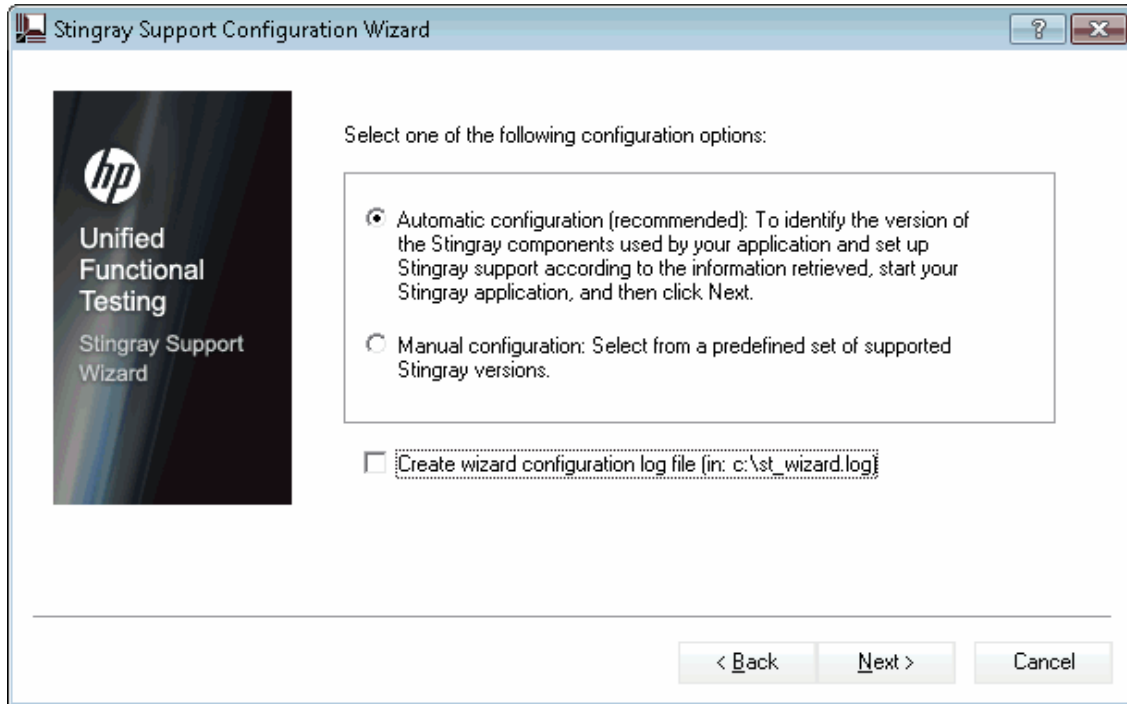 Stingray Support Configuration Wizard
?
hp
Unified
Functional
Testing
Stingray Support
Wizard
Select one of the following configuration options:
Automatic configuration (recommended): To identify the version of
the Stingray components used by your application and set up
Stingray support according to the information retrieved, start your
Stingray application, and then click Next.
Manual configuration: Select from a predefined set of supported
Stingray versions.
Create wizard configuration log file (in: c:\st_wizard.log)
< Back
Next >
Cancel